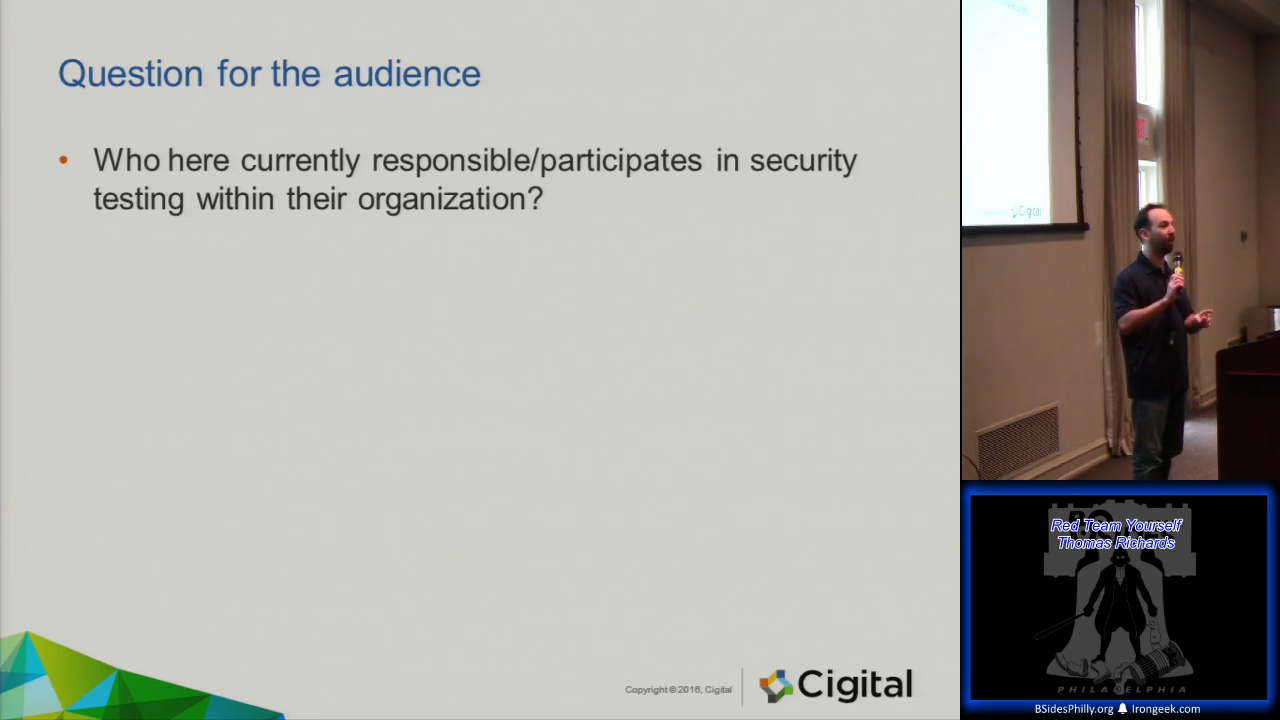 Question for the audience
• Who here currently responsible/participates in security
testing within their organization?
Copyright © 2016, Cigital
Cigital
Cigital
Red Team Yourself
Thomas Richards
PHILADELPHIA
BSidesPhilly.org Irongeek.com